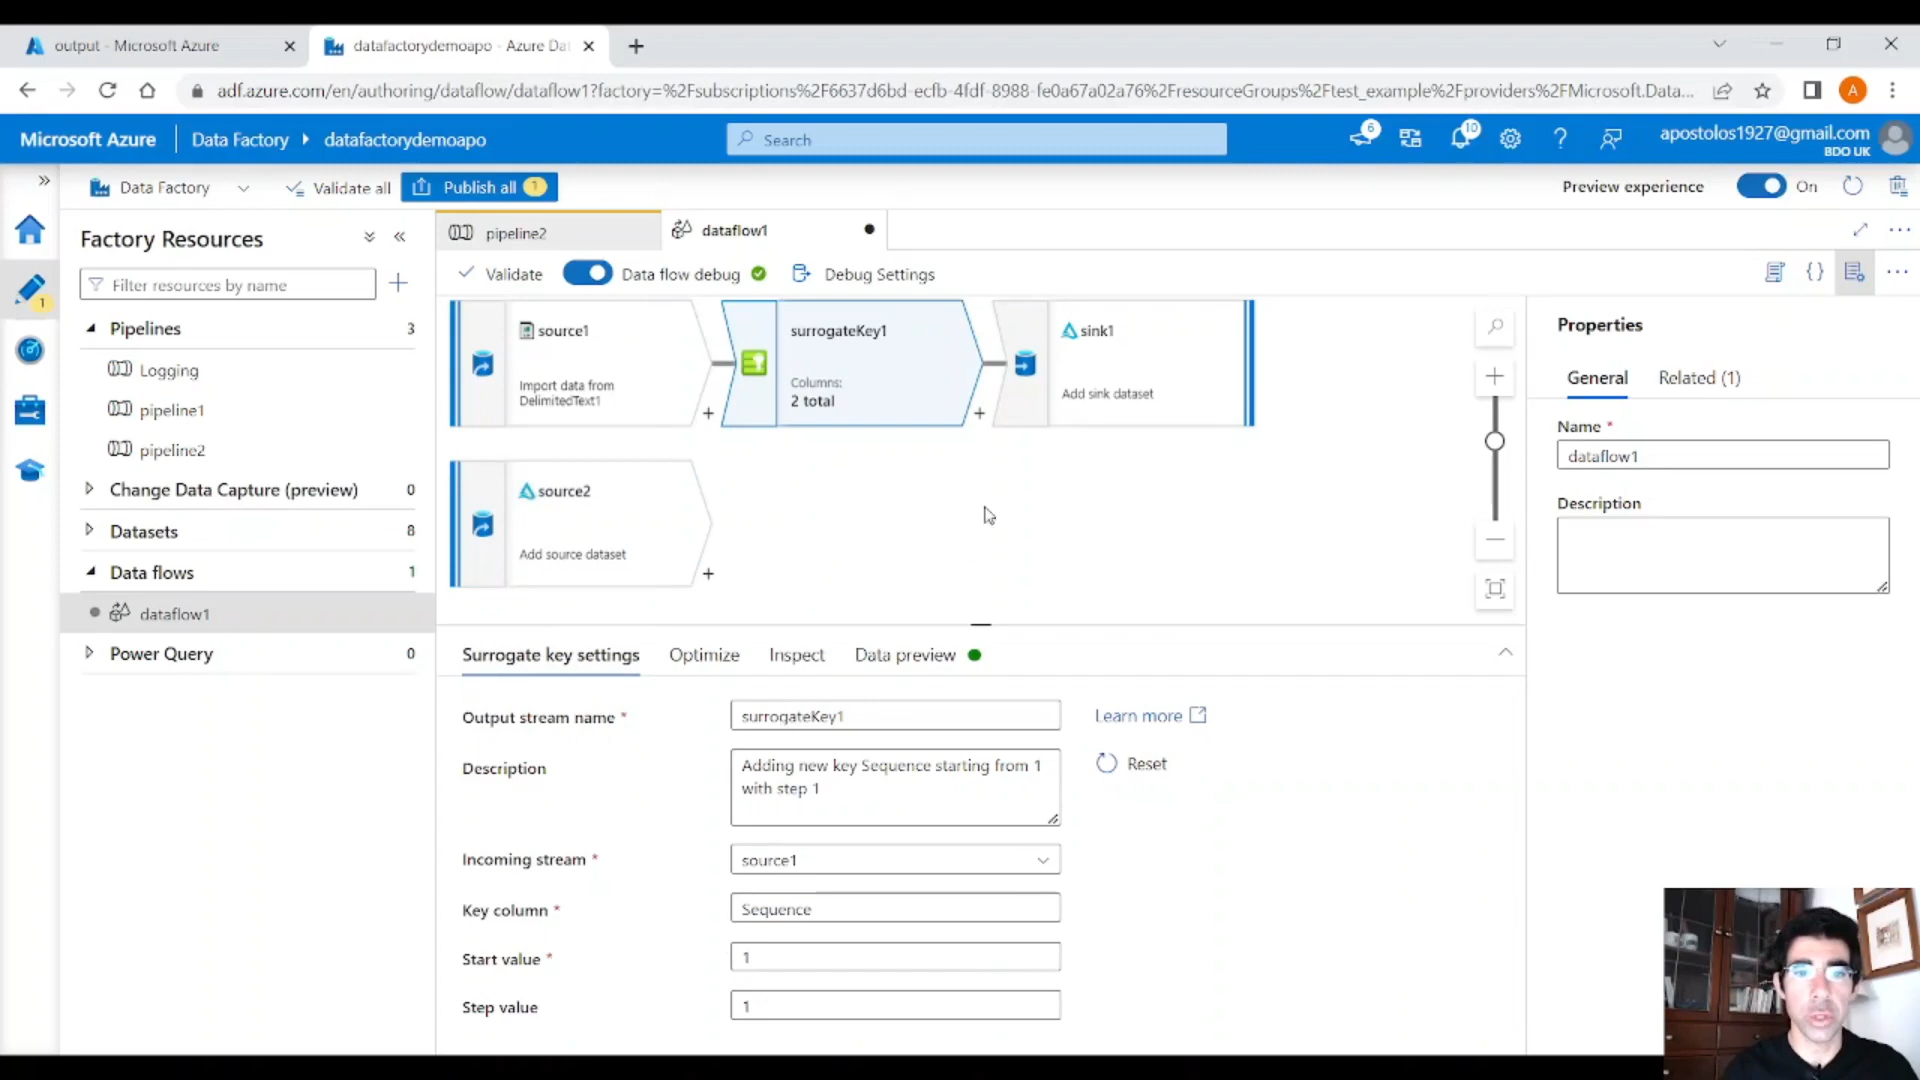 output - Microsoft Azure
datafactorydemoapo - Azure Dat
adf.azure.com/en/authoring/dataflow/dataflow1?factory=%2Fsubscriptions%2F6637d6bd-ecfb-4fdf-8988-fe0a67a02a76%2FresourceGroups%2Ftest_example%2Fproviders%2FMicrosoft.Data...
A
Microsoft Azure
Data Factory
datafactorydemoapo
Search
6
10
apostolos1927@gmail.com
BDO UK
Data Factory
Validate all
Publish all
1
Preview experience
On
Factory Resources
Filter resources by name
1
Pipelines
3
Logging
pipeline1
pipeline2
Change Data Capture (preview)
0
Datasets
8
Data flows
1
dataflow1
Power Query
0
pipeline2
dataflow1
Validate
Data flow debug
Debug Settings
source1
Import data from
DelimitedText1
surrogateKey1
Columns:
2 total
sink1
Add sink dataset
source2
Add source dataset
Surrogate key settings
Optimize
Inspect
Data preview
Output stream name *
surrogateKey1
Learn more
Description
Adding new key Sequence starting from 1
with step 1
Reset
Incoming stream *
source1
Key column *
Sequence
Start value *
1
Step value
1
Properties
General
Related (1)
Name *
dataflow1
Description